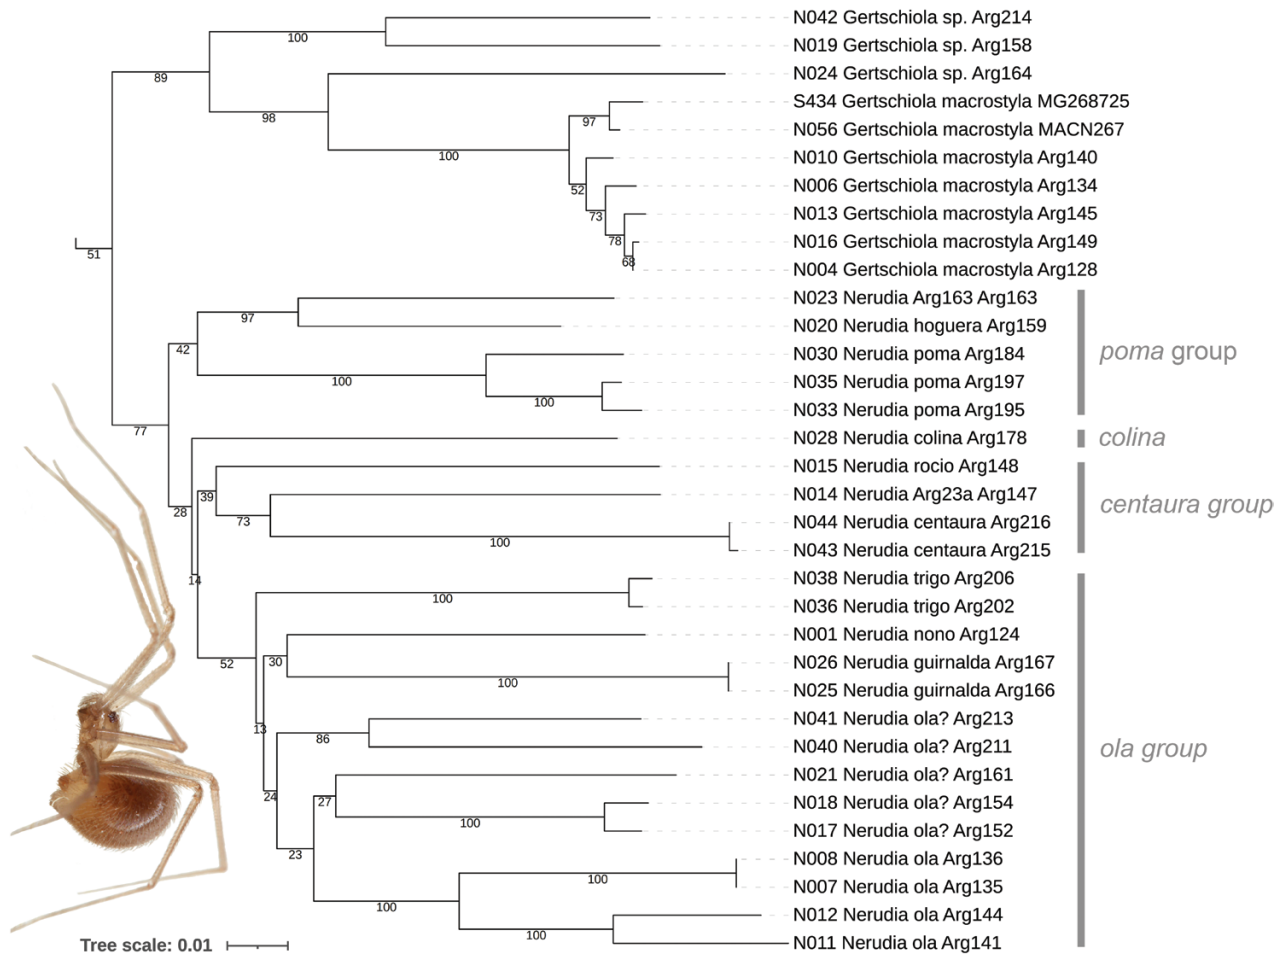 N042 Gertschiola sp. Arg214
100
N019 Gertschiola sp. Arg158
89
N024 Gertschiola sp. Arg164
98
S434 Gertschiola macrostyla MG268725
97
N056 Gertschiola macrostyla MACN267
100
N010 Gertschiola macrostyla Arg140
52
N006 Gertschiola macrostyla Arg134
73
N013 Gertschiola macrostyla Arg145
78
N016 Gertschiola macrostyla Arg149
51
68
N004 Gertschiola macrostyla Arg128
N023 Nerudia Arg163 Arg163
97
N020 Nerudia hoguera Arg159
42
poma group
N030 Nerudia poma Arg184
100
N035 Nerudia poma Arg197
100
N033 Nerudia poma Arg195
77
N028 Nerudia colina Arg178
colina
N015 Nerudia rocio Arg148
39
N014 Nerudia Arg23a Arg147
centaura group
28
73
N044 Nerudia centaura Arg216
100
N043 Nerudia centaura Arg215
14
N038 Nerudia trigo Arg206
100
N036 Nerudia trigo Arg202
N001 Nerudia nono Arg124
52
30
N026 Nerudia guirnalda Arg167
100
N025 Nerudia guirnalda Arg166
N041 Nerudia ola? Arg213
13
86
N040 Nerudia ola? Arg211
ola group
N021 Nerudia ola? Arg161
24
27
N018 Nerudia ola? Arg154
100
N017 Nerudia ola? Arg152
23
N008 Nerudia ola Arg136
100
N007 Nerudia ola Arg135
100
N012 Nerudia ola Arg144
100
N011 Nerudia ola Arg141
Tree scale: 0.01